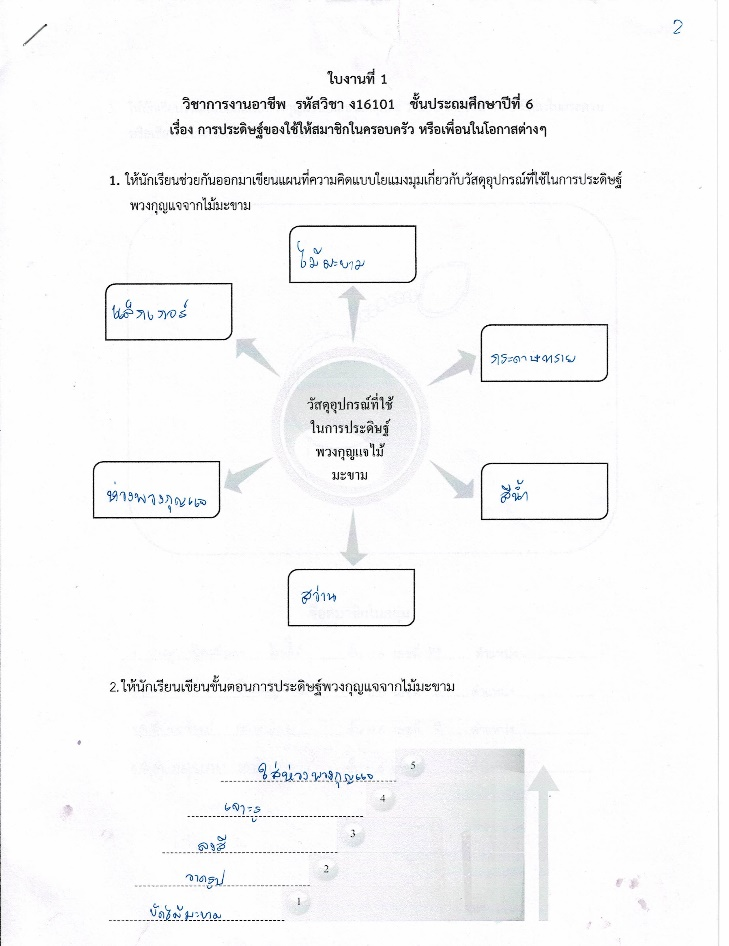 2
ใบงานที่ 1
วิชาการงานอาชีพ รหัสวิชา ง16101 ชั้นประถมศึกษาปีที่ 6
เรื่อง การประดิษฐ์ของใช้ให้สมาชิกในครอบครัว หรือเพื่อนในโอกาสต่างๆ
1. ให้นักเรียนช่วยกันออกมาเขียนแผนที่ความคิดแบบใยแมงมุมเกี่ยวกับวัสดุอุปกรณ์ที่ใช้ในการประดิษฐ์
พวงกุญแจจากไม้มะขาม
ไม้มะขาม
แล็กเกอร์
กระดาษทราย
วัสดุอุปกรณ์ที่ใช้
ในการประดิษฐ์
พวงกุญแจไม้
มะขาม
ห่วงพวงกุญแจ
สีน้ำ
สว่าน
2.ให้นักเรียนเขียนขั้นตอนการประดิษฐ์พวงกุญแจจากไม้มะขาม
ใส่ห่วงพวงกุญแจ 5
เจาะรู 4
ลงสี 3
วาดรูป 2
ขัดไม้มะขาม 1